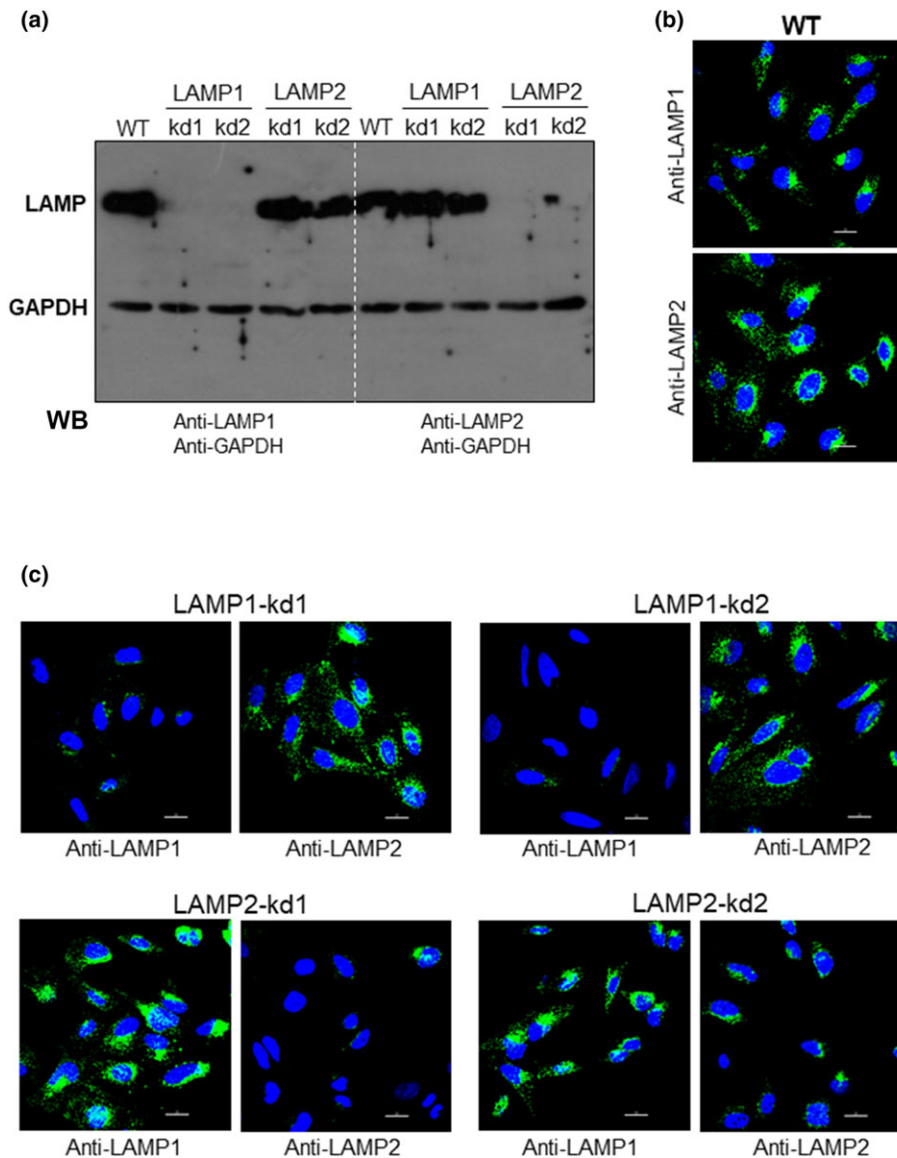 (a)
LAMP1 LAMP2 LAMP1 LAMP2
WT kd1 kd2 kd1 kd2 WT kd1 kd2 kd1 kd2
LAMP
GAPDH
WB
Anti-LAMP1 Anti-LAMP2
Anti-GAPDH Anti-GAPDH
(b)
WT
Anti-LAMP1
Anti-LAMP2
(c)
LAMP1-kd1 LAMP1-kd2
Anti-LAMP1 Anti-LAMP2 Anti-LAMP1 Anti-LAMP2
LAMP2-kd1 LAMP2-kd2
Anti-LAMP1 Anti-LAMP2 Anti-LAMP1 Anti-LAMP2